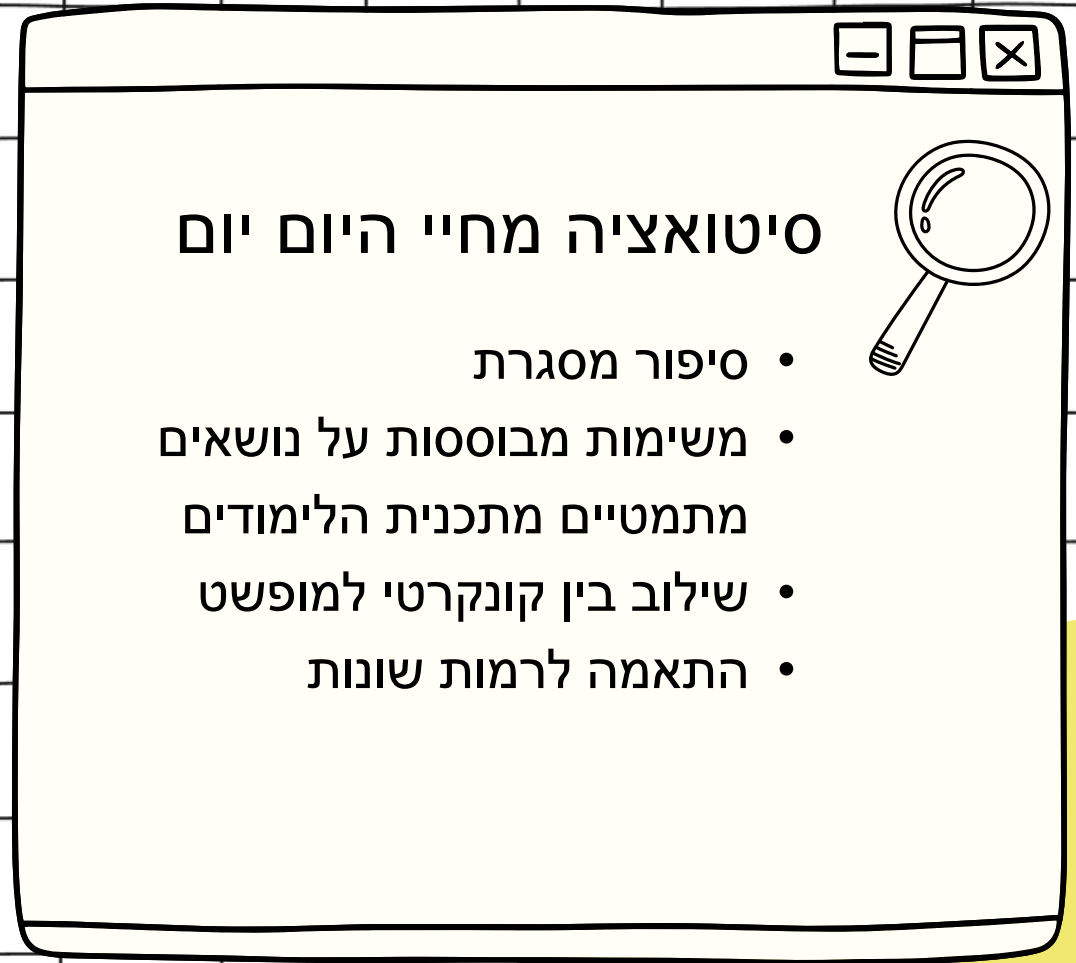 סיטואציה מחיי היום יום
• סיפור מסגרת
• משימות מבוססות על נושאים
מתמטיים מתכנית הלימודים
• שילוב בין קונקרטי למופשט
• התאמה לרמות שונות